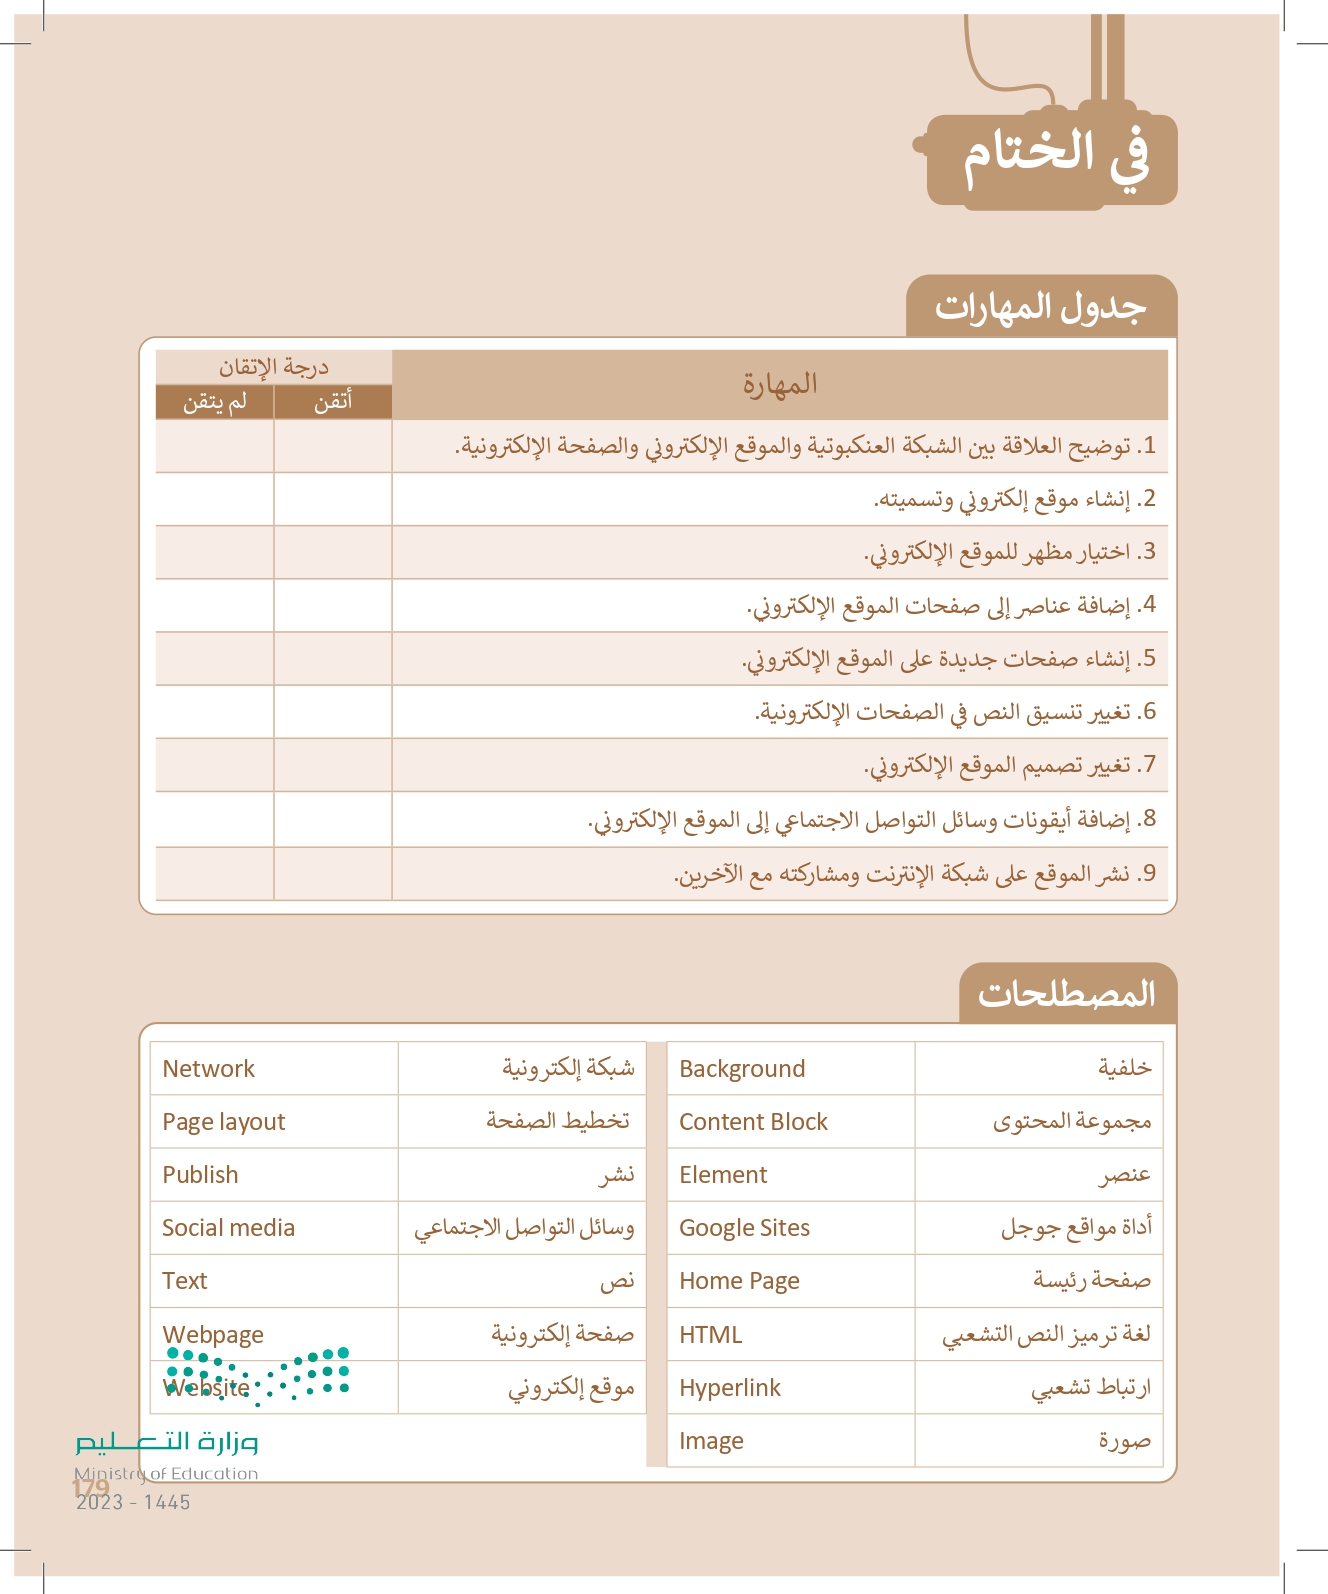 في الختام
جدول المهارات
المهارة
درجة الإتقان
أتقن
لم يتقن
1. توضيح العلاقة بين الشبكة العنكبوتية والموقع الإلكتروني والصفحة الإلكترونية.
2. إنشاء موقع إلكتروني وتسميته.
3. اختيار مظهر للموقع الإلكتروني.
4. إضافة عناصر إلى صفحات الموقع الإلكتروني.
5. إنشاء صفحات جديدة على الموقع الإلكتروني.
6. تغيير تنسيق النص في الصفحات الإلكترونية.
7. تغيير تصميم الموقع الإلكتروني.
8. إضافة أيقونات وسائل التواصل الاجتماعي إلى الموقع الإلكتروني.
9. نشر الموقع على شبكة الإنترنت ومشاركته مع الآخرين.
المصطلحات
خلفية Background
مجموعة المحتوى Content Block
عنصر Element
أداة مواقع جوجل Google Sites
صفحة رئيسة Home Page
لغة ترميز النص التشعبي HTML
ارتباط تشعبي Hyperlink
صورة Image
شبكة إلكترونية Network
تخطيط الصفحة Page layout
نشر Publish
وسائل التواصل الاجتماعي Social media
نص Text
صفحة إلكترونية Webpage
موقع إلكتروني Website
وزارة التعليم
Ministry of Education
179
2023 - 1445